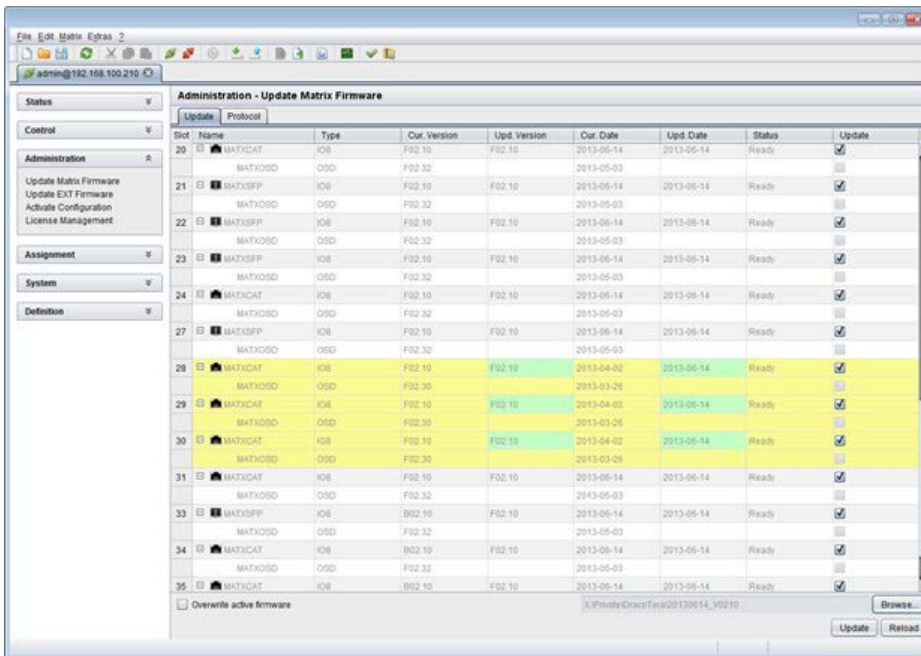 File Edit Matrix Extras ?
admin@192.168.100.210
Status
Control
Administration
Update Matrix Firmware
Update EXT Firmware
Activate Configuration
License Management
Assignment
System
Definition
Administration - Update Matrix Firmware
Update Protocol
Slot Name Type Cur. Version Upd. Version Cur. Date Upd. Date Status Update
20 MATXCAT IO8 F02.10 F02.10 2013-06-14 2013-06-14 Ready
MATXOSD OSD F02.32 2013-05-03
21 MATXSFP IO8 F02.10 F02.10 2013-06-14 2013-06-14 Ready
MATXOSD OSD F02.32 2013-05-03
22 MATXSFP IO8 F02.10 F02.10 2013-06-14 2013-06-14 Ready
MATXOSD OSD F02.32 2013-05-03
23 MATXSFP IO8 F02.10 F02.10 2013-06-14 2013-06-14 Ready
MATXOSD OSD F02.32 2013-05-03
24 MATXCAT IO8 F02.10 F02.10 2013-06-14 2013-06-14 Ready
MATXOSD OSD F02.32 2013-05-03
27 MATXSFP IO8 F02.10 F02.10 2013-06-14 2013-06-14 Ready
MATXOSD OSD F02.32 2013-05-03
28 MATXCAT IO8 F02.10 F02.10 2013-04-02 2013-06-14 Ready
MATXOSD OSD F02.30 2013-03-26
29 MATXCAT IO8 F02.10 F02.10 2013-04-02 2013-06-14 Ready
MATXOSD OSD F02.30 2013-03-26
30 MATXCAT IO8 F02.10 F02.10 2013-04-02 2013-06-14 Ready
MATXOSD OSD F02.30 2013-03-26
31 MATXCAT IO8 F02.10 F02.10 2013-06-14 2013-06-14 Ready
MATXOSD OSD F02.32 2013-05-03
33 MATXSFP IO8 B02.10 F02.10 2013-06-14 2013-06-14 Ready
MATXOSD OSD F02.32 2013-05-03
34 MATXCAT IO8 B02.10 F02.10 2013-06-14 2013-06-14 Ready
MATXOSD OSD F02.32 2013-05-03
35 MATXCAT IO8 B02.10 F02.10 2013-06-14 2013-06-14 Ready
Overwrite active firmware X:\Private\DracoTera\20130614_V0210 Browse...
Update Reload